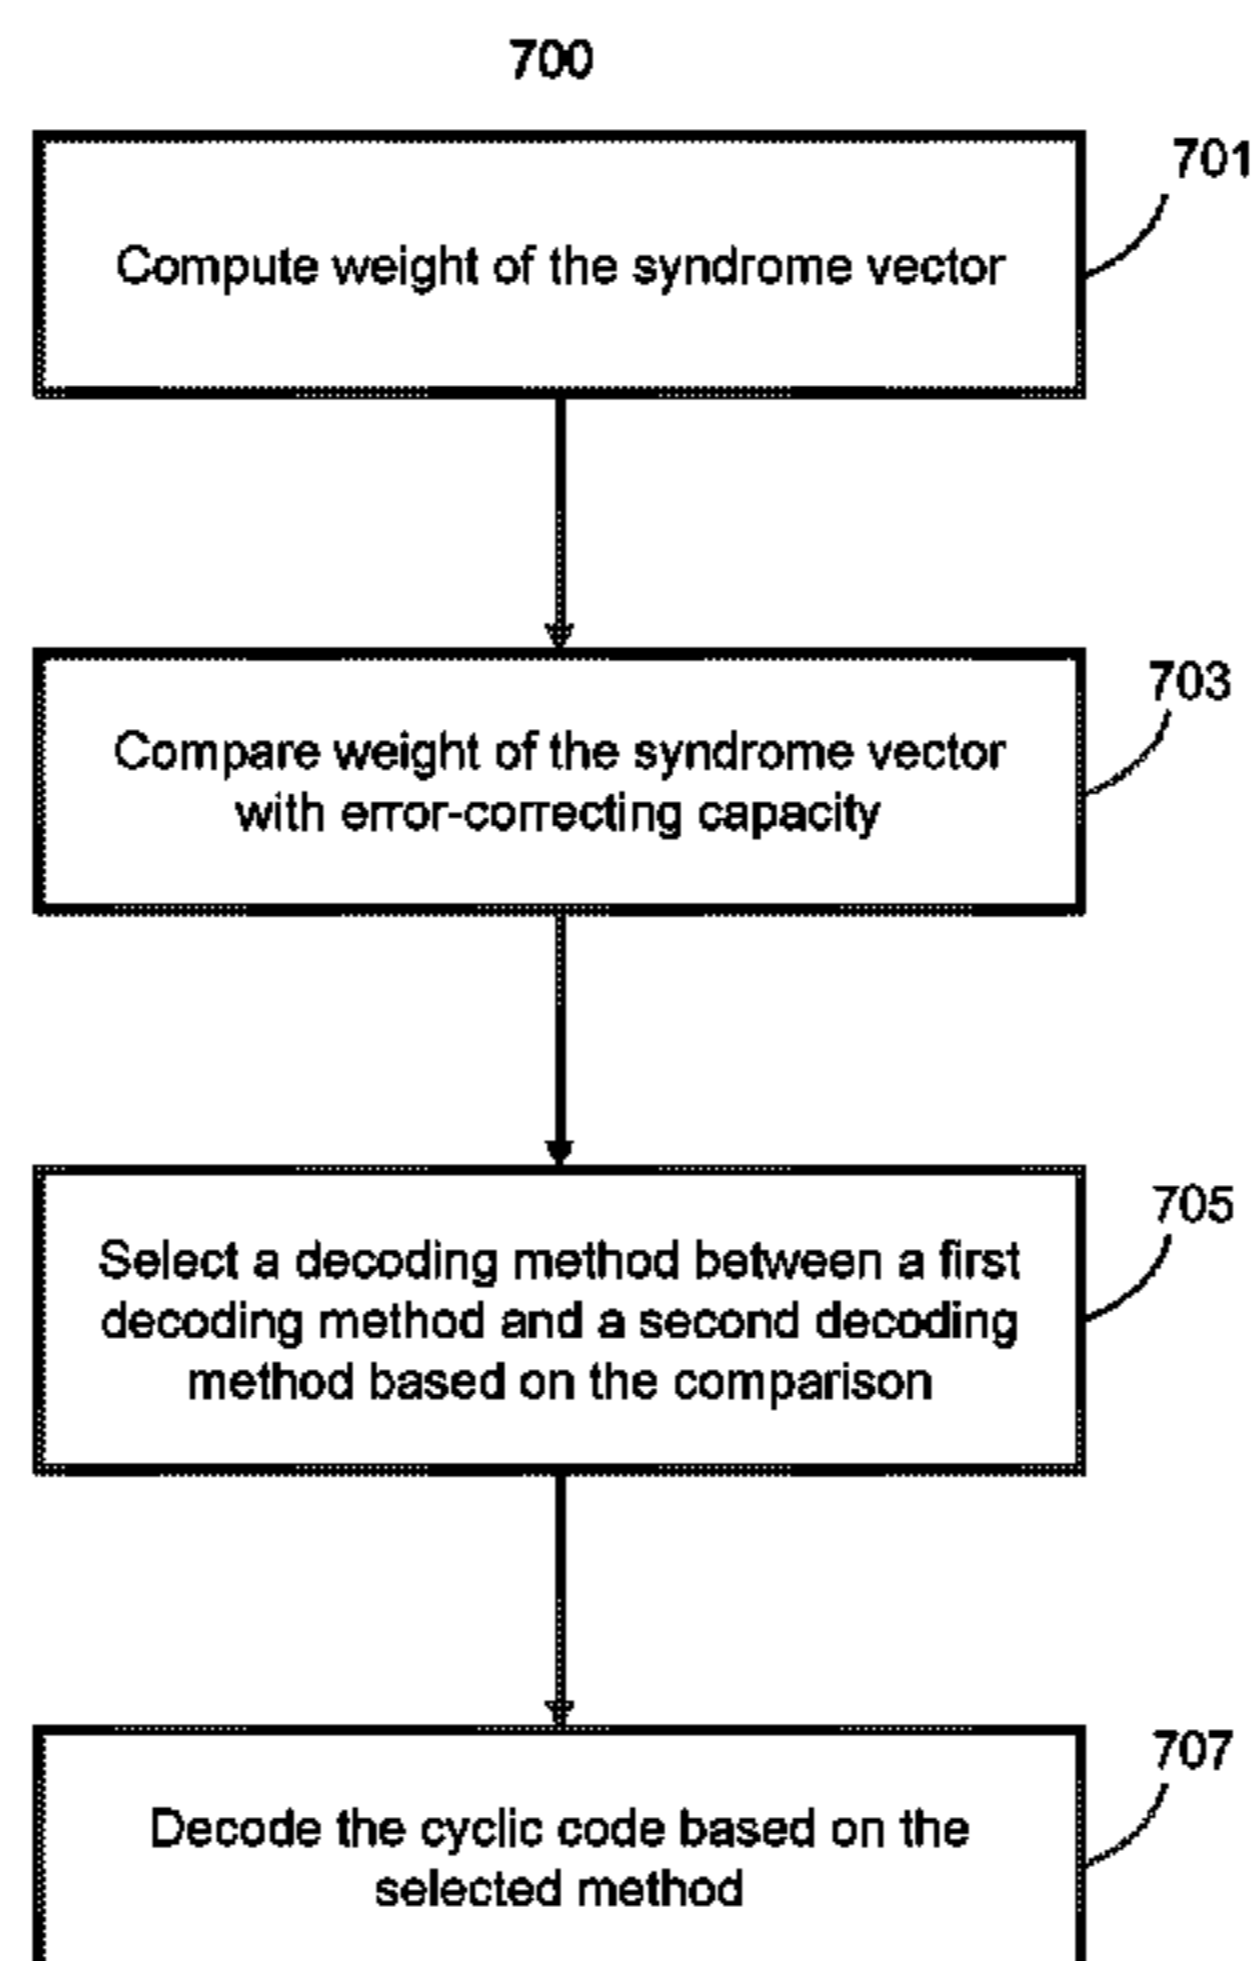 700
701
Compute weight of the syndrome vector
703
Compare weight of the syndrome vector
with error-correcting capacity
705
Select a decoding method between a first
decoding method and a second decoding
method based on the comparison
707
Decode the cyclic code based on the
selected method